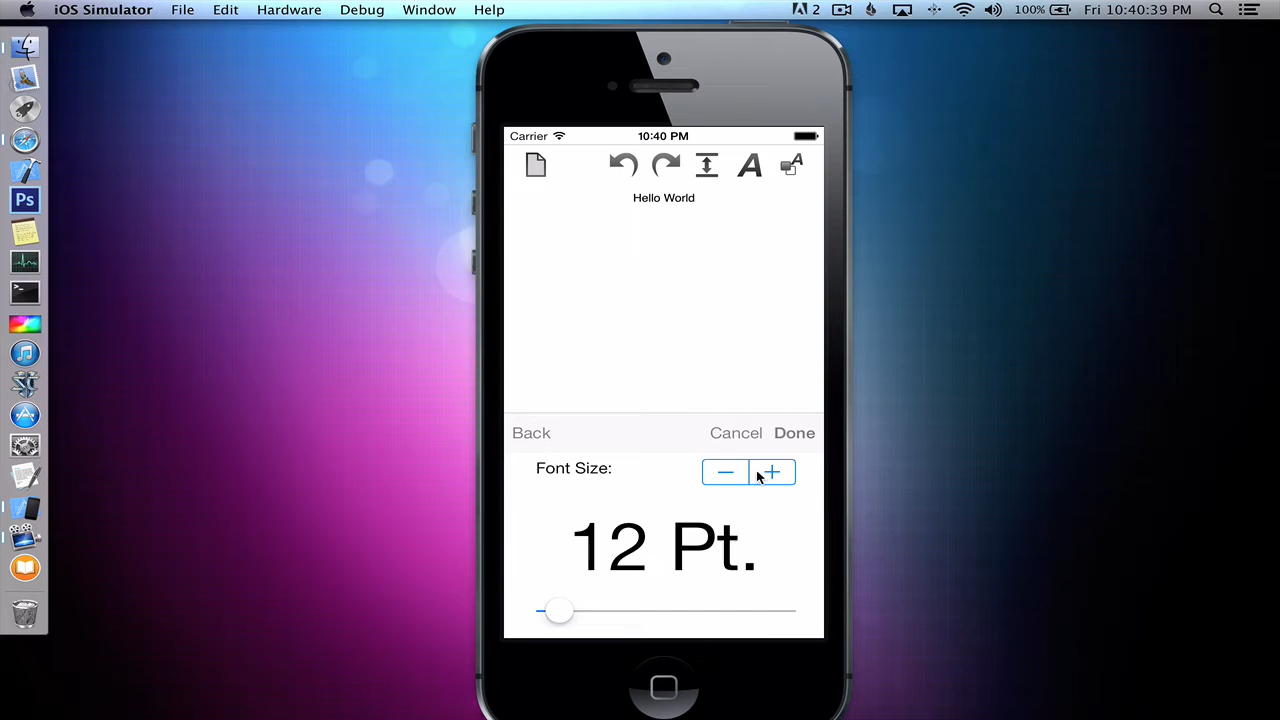 iOS Simulator File Edit Hardware Debug Window Help 2 100% Fri 10:40:39 PM
Carrier 10:40 PM
A A
Hello World
Back Cancel Done
Font Size: − +
12 Pt.
Ps